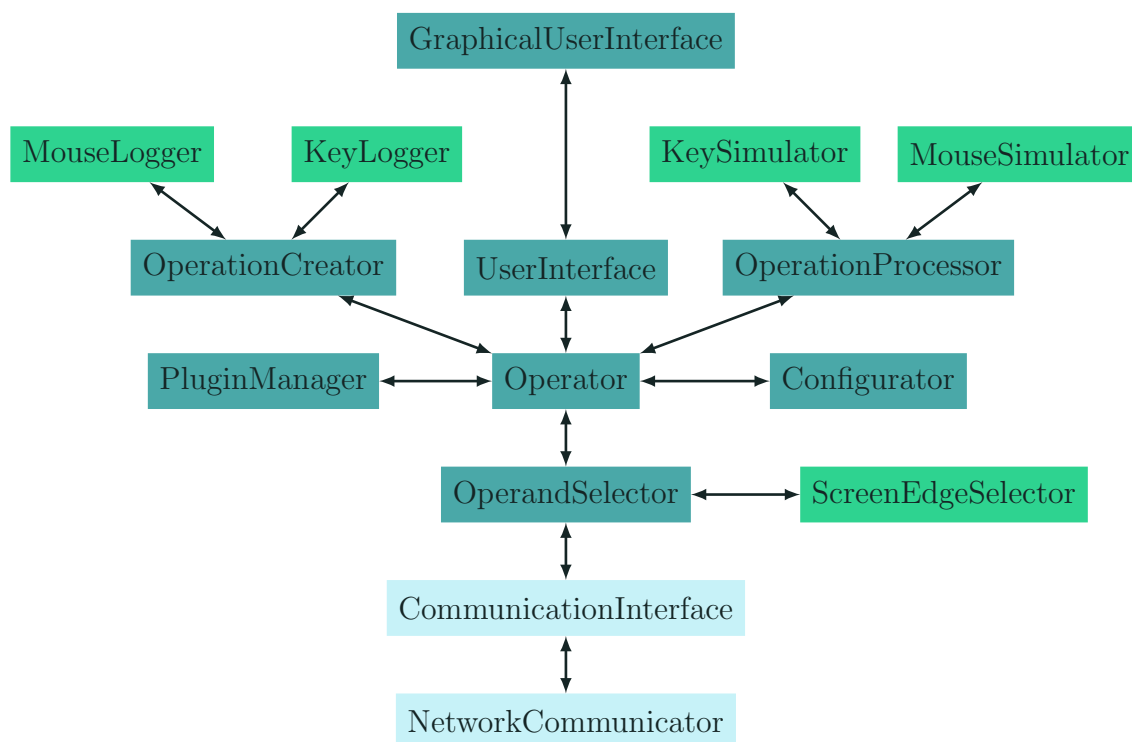 GraphicalUserInterface
MouseLogger
KeyLogger
KeySimulator
MouseSimulator
OperationCreator
UserInterface
OperationProcessor
PluginManager
Operator
Configurator
OperandSelector
ScreenEdgeSelector
CommunicationInterface
NetworkCommunicator